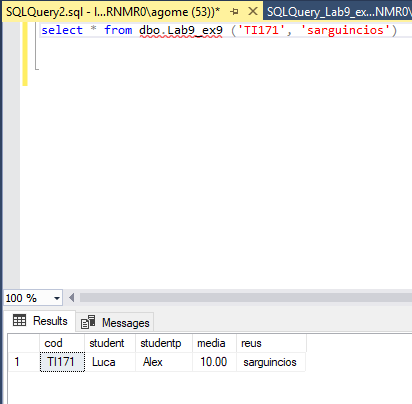 SQLQuery2.sql - I...RNMR0\agome (53))*
SQLQuery_Lab9_ex...NMR0\
select * from dbo.Lab9_ex9 ('TI171', 'sarguincios')
100 %
Results Messages
cod student studentp media reus
1 TI171 Luca Alex 10.00 sarguincios